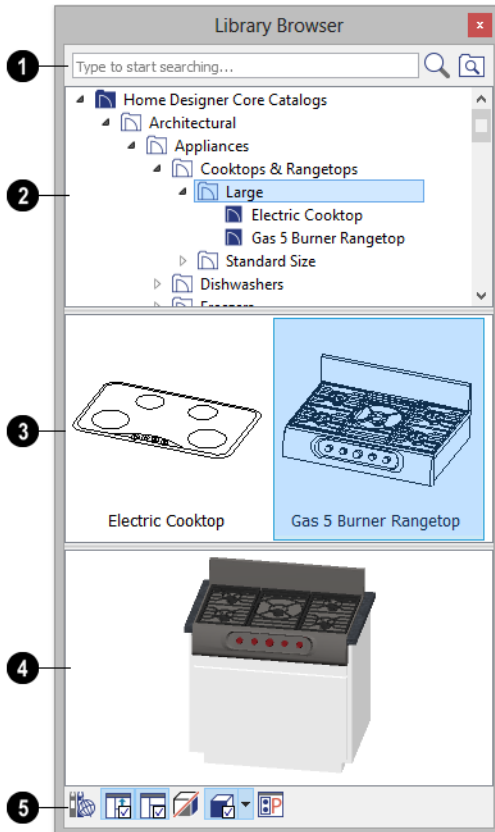 Library Browser
x
1
Type to start searching...
2
Home Designer Core Catalogs
Architectural
Appliances
Cooktops & Rangetops
Large
Electric Cooktop
Gas 5 Burner Rangetop
Standard Size
Dishwashers
Freezers
3
Electric Cooktop
Gas 5 Burner Rangetop
4
5
P